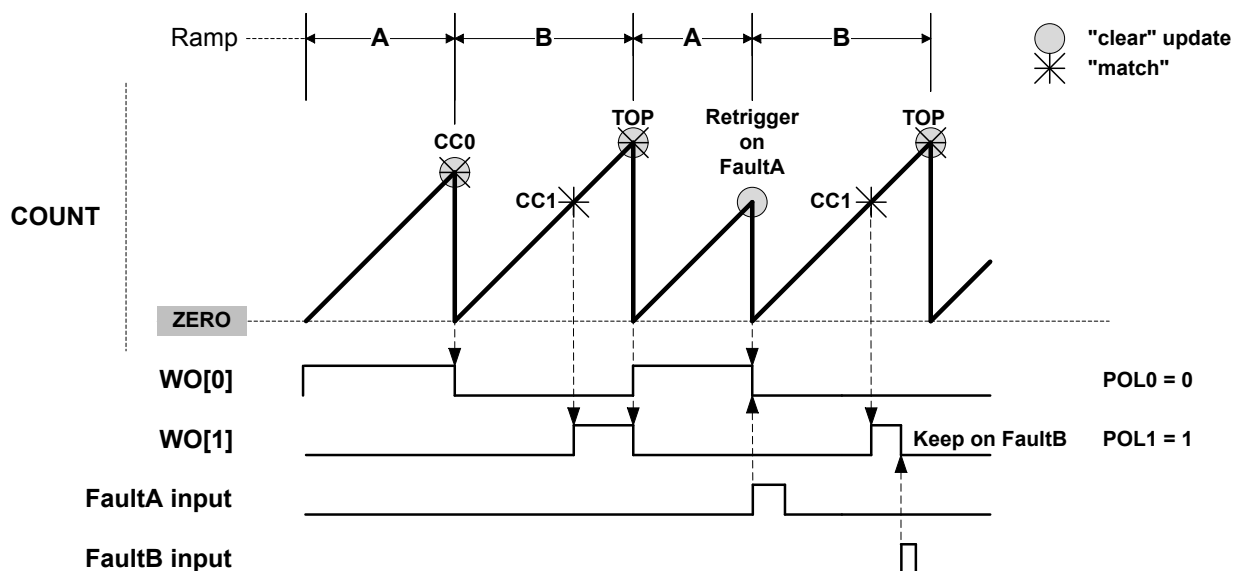 Ramp A B A B
"clear" update
"match"
CC0
TOP
Retrigger
on
FaultA
TOP
CC1
CC1
COUNT
ZERO
WO[0]
POL0 = 0
WO[1]
Keep on FaultB
POL1 = 1
FaultA input
FaultB input